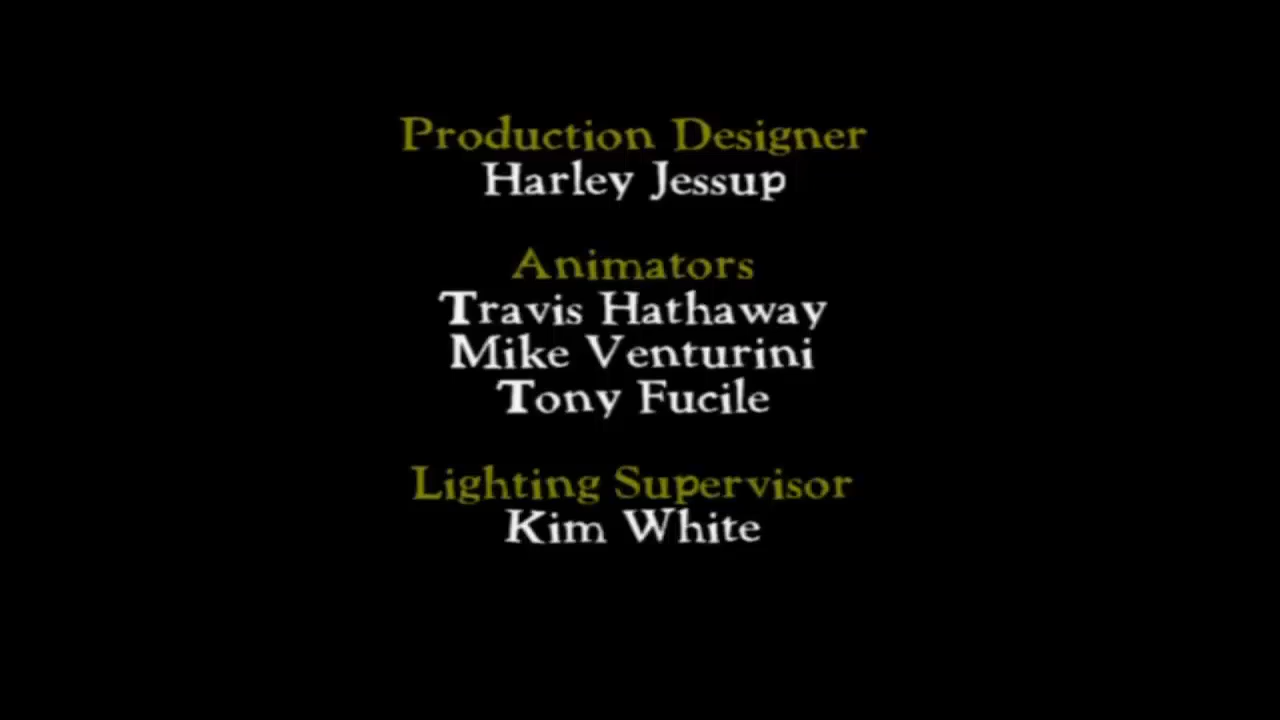 Production Designer
Harley Jessup
Animators
Travis Hathaway
Mike Venturini
Tony Fucile
Lighting Supervisor
Kim White